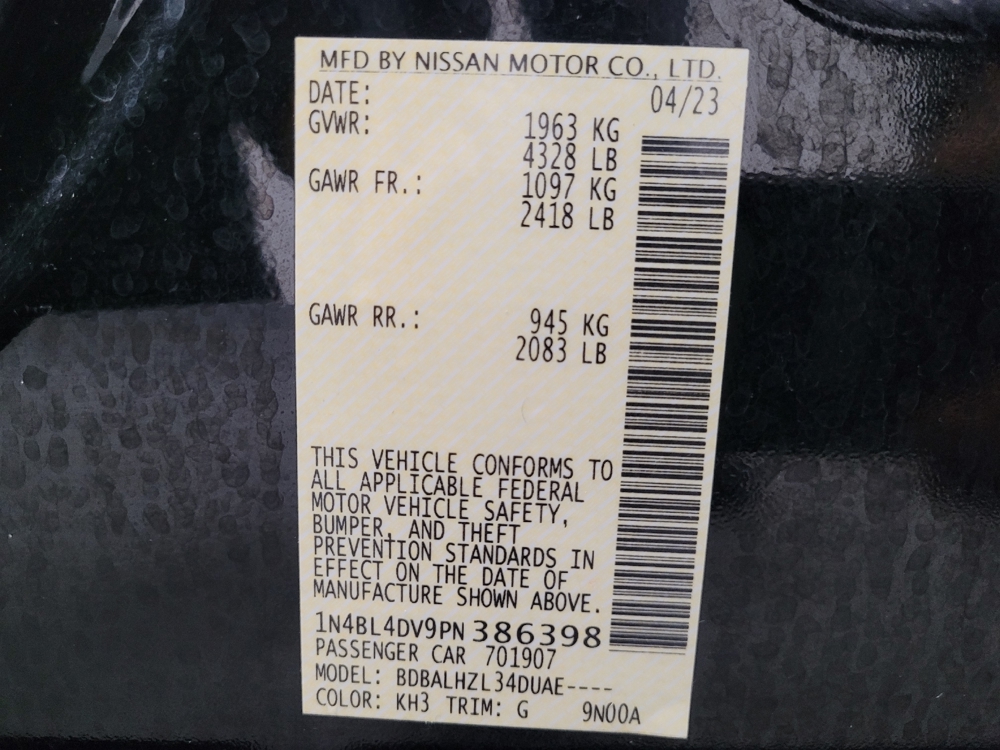 MFD BY NISSAN MOTOR CO., LTD.
DATE: 04/23
GVWR: 1963 KG
4328 LB
GAWR FR.: 1097 KG
2418 LB
GAWR RR.: 945 KG
2083 LB
THIS VEHICLE CONFORMS TO
ALL APPLICABLE FEDERAL
MOTOR VEHICLE SAFETY,
BUMPER, AND THEFT
PREVENTION STANDARDS IN
EFFECT ON THE DATE OF
MANUFACTURE SHOWN ABOVE.
1N4BL4DV9PN386398
PASSENGER CAR 701907
MODEL: BDBALHZL34DUAE----
COLOR: KH3 TRIM: G 9N00A